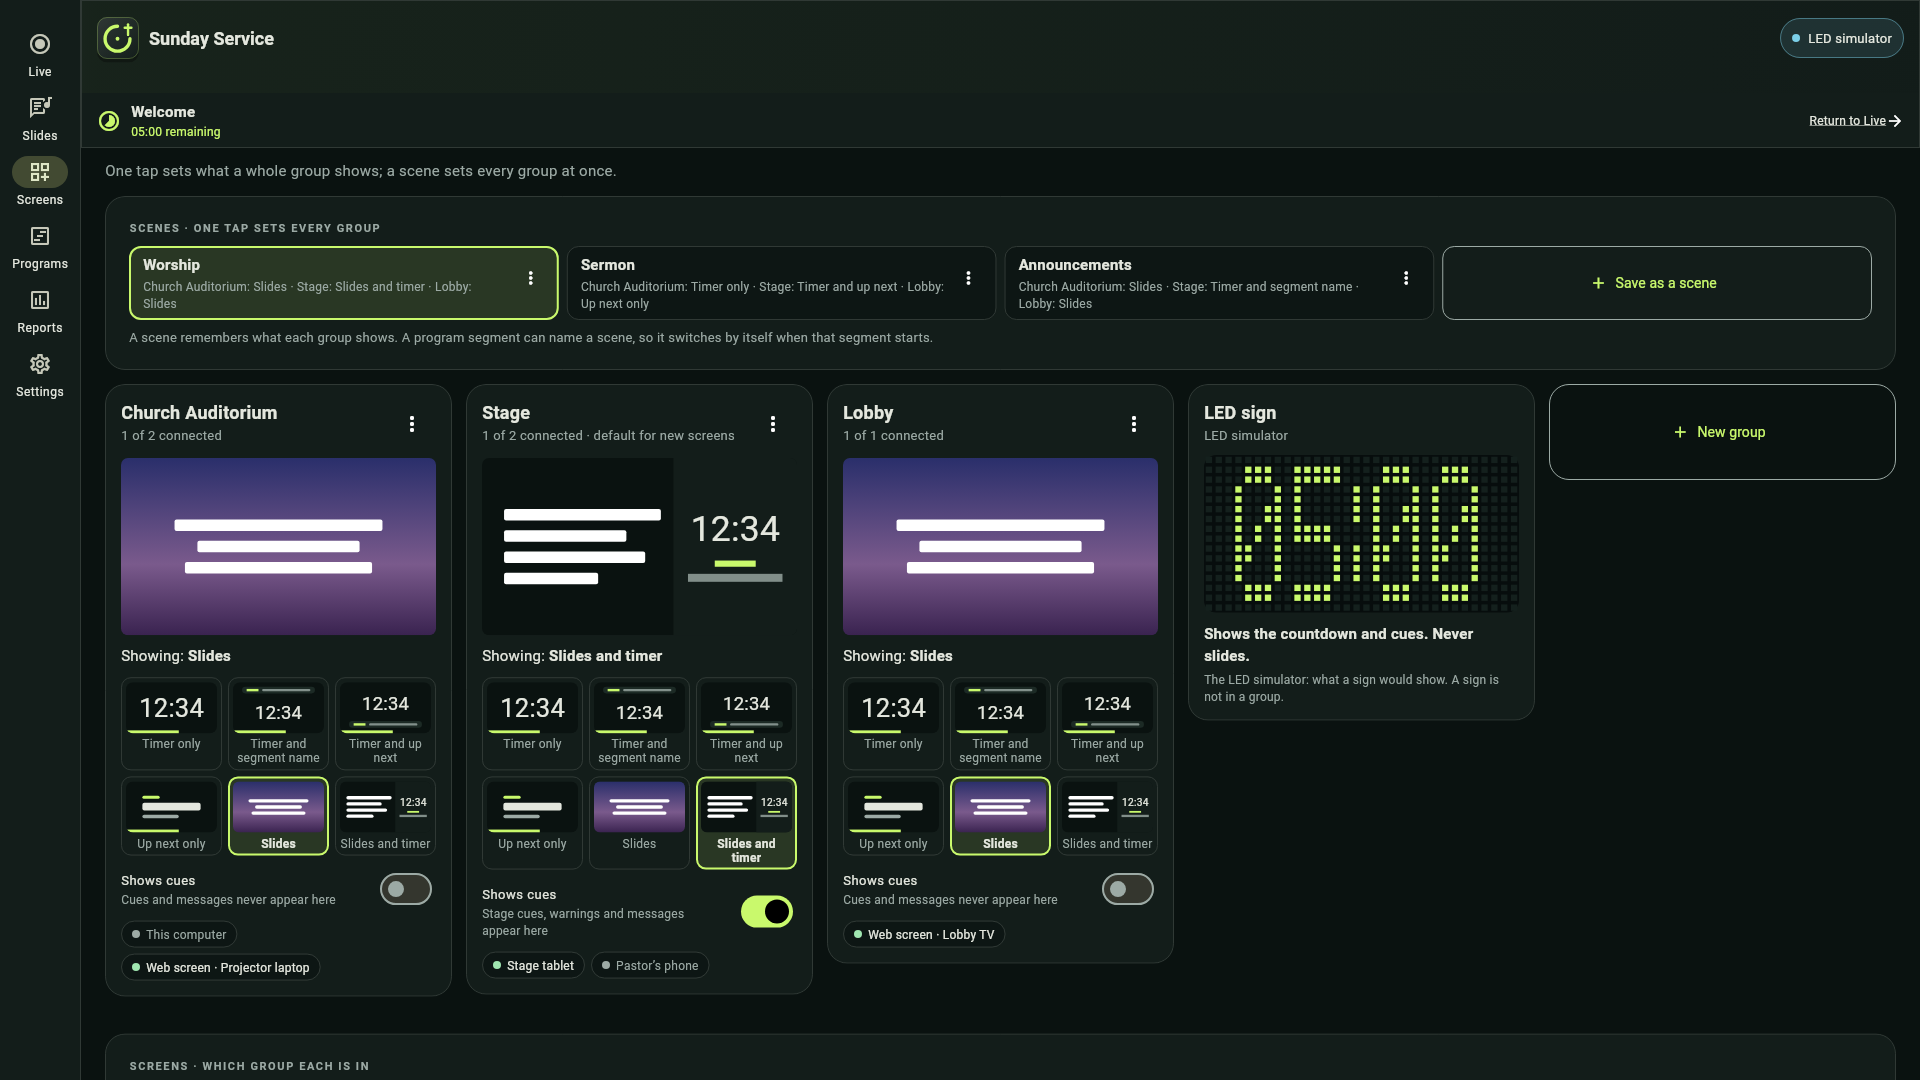 Sunday Service
LED simulator
Live
Slides
Screens
Programs
Reports
Settings
Welcome
05:00 remaining
Return to Live
One tap sets what a whole group shows; a scene sets every group at once.
SCENES · ONE TAP SETS EVERY GROUP
Worship
Church Auditorium: Slides · Stage: Slides and timer · Lobby:
Slides
Sermon
Church Auditorium: Timer only · Stage: Timer and up next · Lobby:
Up next only
Announcements
Church Auditorium: Slides · Stage: Timer and segment name ·
Lobby: Slides
+ Save as a scene
A scene remembers what each group shows. A program segment can name a scene, so it switches by itself when that segment starts.
Church Auditorium
1 of 2 connected
Showing: Slides
12:34
Timer only
12:34
Timer and
segment name
12:34
Timer and up
next
Up next only
Slides
12:34
Slides and timer
Shows cues
Cues and messages never appear here
This computer
Web screen · Projector laptop
Stage
1 of 2 connected · default for new screens
12:34
Showing: Slides and timer
12:34
Timer only
12:34
Timer and
segment name
12:34
Timer and up
next
Up next only
Slides
12:34
Slides and
timer
Shows cues
Stage cues, warnings and messages
appear here
Stage tablet
Pastor's phone
Lobby
1 of 1 connected
Showing: Slides
12:34
Timer only
12:34
Timer and
segment name
12:34
Timer and up
next
Up next only
Slides
12:34
Slides and timer
Shows cues
Cues and messages never appear here
Web screen · Lobby TV
LED sign
LED simulator
05:00
Shows the countdown and cues. Never
slides.
The LED simulator: what a sign would show. A sign is
not in a group.
+ New group
SCREENS · WHICH GROUP EACH IS IN